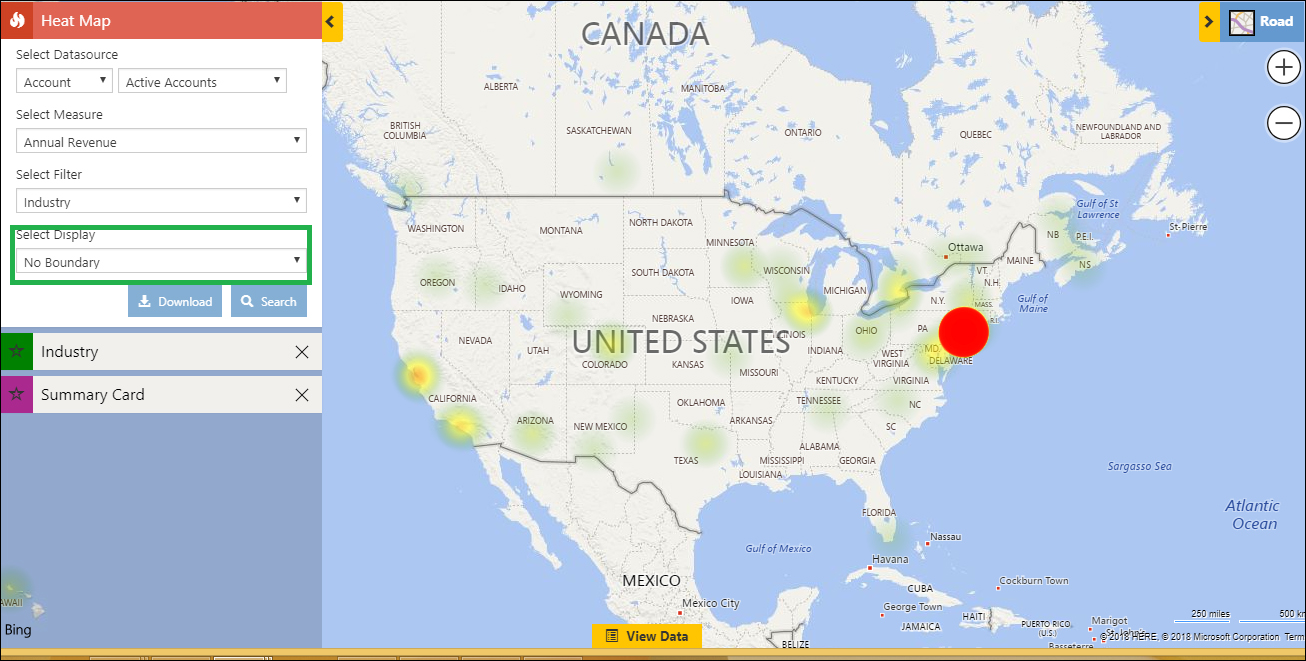 Heat Map
Road
Select Datasource
Account
Active Accounts
Select Measure
Annual Revenue
Select Filter
Industry
Select Display
No Boundary
Download
Search
Industry
Summary Card
CANADA
ALBERTA
MANITOBA
BRITISH
COLUMBIA
SASKATCHEWAN
ONTARIO
QUEBEC
NEWFOUNDLAND AND
LABRADOR
Gulf of St
Lawrence
St-Pierre
NB
P.E.I.
NS
WASHINGTON
MONTANA
NORTH DAKOTA
MINNESOTA
Ottawa
MAINE
VT.
N.H.
OREGON
IDAHO
SOUTH DAKOTA
WISCONSIN
MICHIGAN
WYOMING
IOWA
N.Y.
MASS.
R.I.
Gulf of
Maine
NEBRASKA
ILLINOIS
OHIO
PA
NEVADA
UTAH
UNITED STATES
INDIANA
MD.
DELAWARE
COLORADO
KANSAS
MISSOURI
WEST
VIRGINIA
KENTUCKY
VIRGINIA
CALIFORNIA
OKLAHOMA
TENNESSEE
NC
ARIZONA
NEW MEXICO
ARKANSAS
SC
ALABAMA
TEXAS
MISSISSIPPI
GEORGIA
LOUISIANA
Sargasso Sea
FLORIDA
Atlantic
Ocean
Nassau
Gulf of Mexico
Havana
MEXICO
CUBA
Cockburn Town
AWAII
Mexico City
George Town
HAITI
JAMAICA
PUERTO RICO
(U.S.)
Marigot
St-John's
Basseterre
250 miles
500 km
Bing
View Data
BELIZE
© 2018 HERE, © 2018 Microsoft Corporation
Term